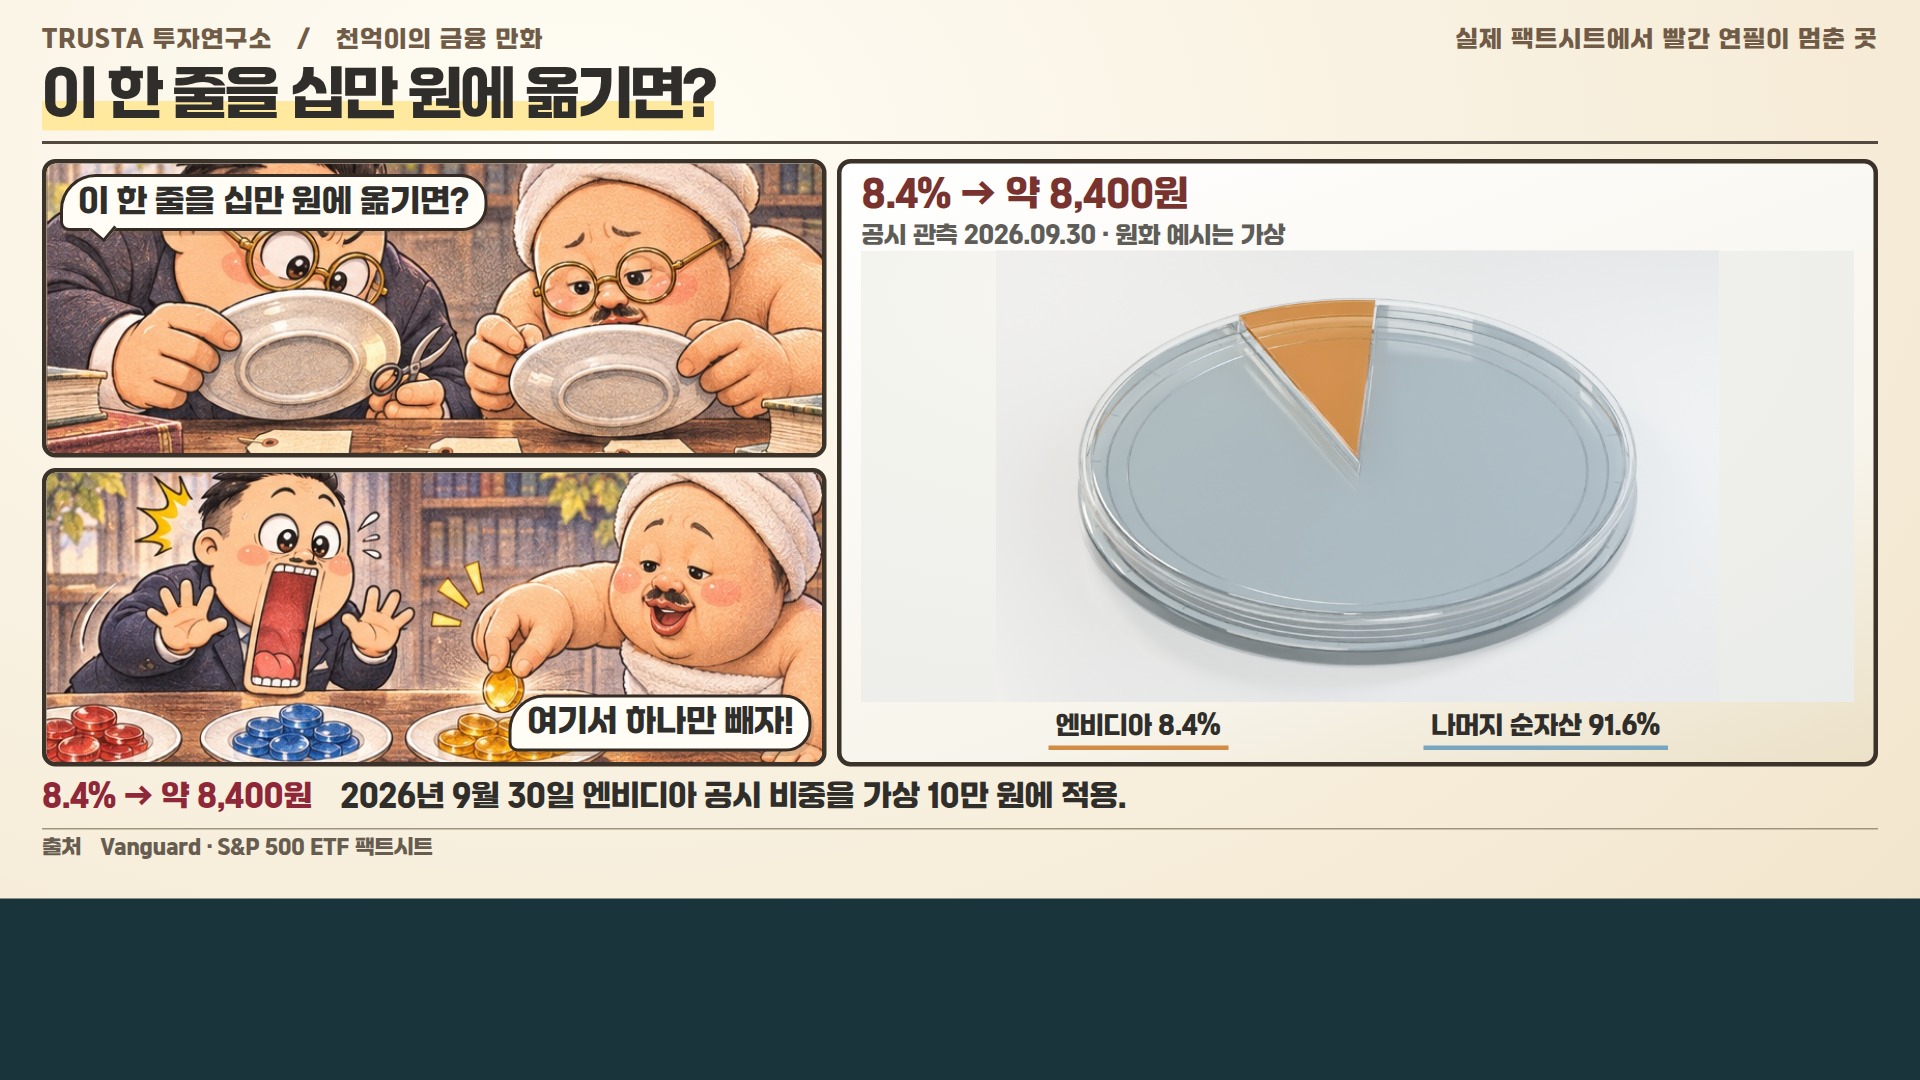 TRUSTA 투자연구소 / 천억이의 금융 만화
실제 팩트시트에서 빨간 연필이 멈춘 곳
이 한 줄을 십만 원에 옮기면?
이 한 줄을 십만 원에 옮기면?
여기서 하나만 빼자!
8.4% → 약 8,400원
공시 관측 2026.09.30 · 원화 예시는 가상
엔비디아 8.4%
나머지 순자산 91.6%
8.4% → 약 8,400원 2026년 9월 30일 엔비디아 공시 비중을 가상 10만 원에 적용.
출처 Vanguard · S&P 500 ETF 팩트시트